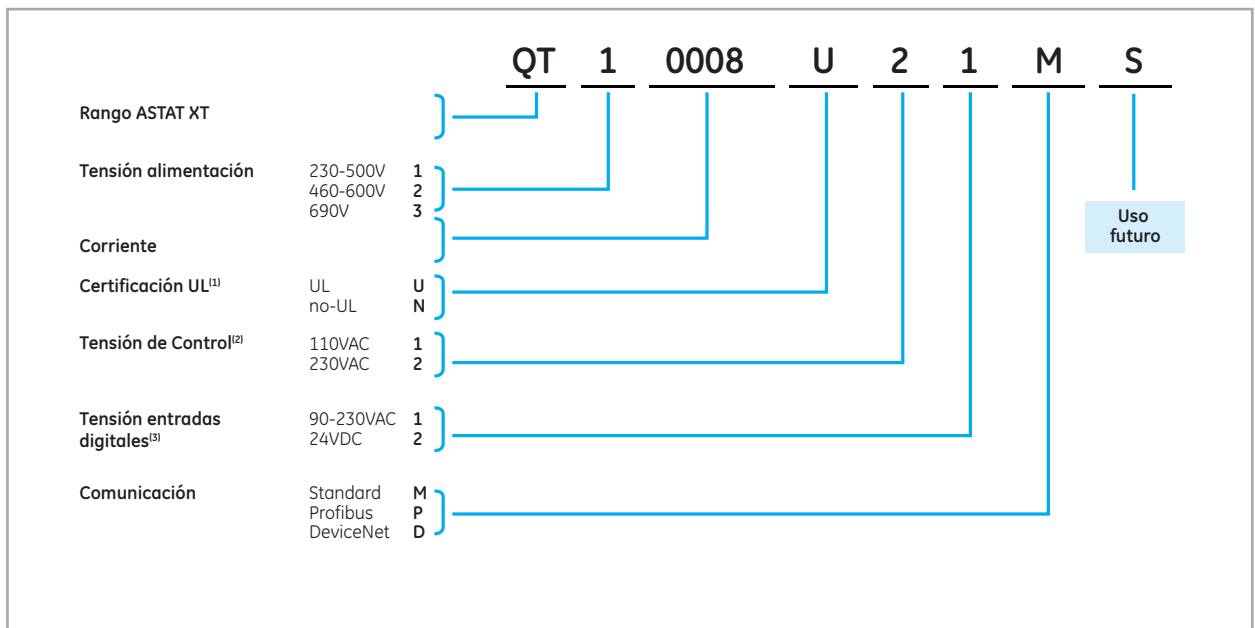 QT 1 0008 U 2 1 M S
Rango ASTAT XT
Tensión alimentación 230-500V 1
460-600V 2
690V 3
Corriente
Certificación UL(1) UL U
no-UL N
Tensión de Control(2) 110VAC 1
230VAC 2
Tensión entradas 90-230VAC 1
digitales(3) 24VDC 2
Comunicación Standard M
Profibus P
DeviceNet D
Uso
futuro